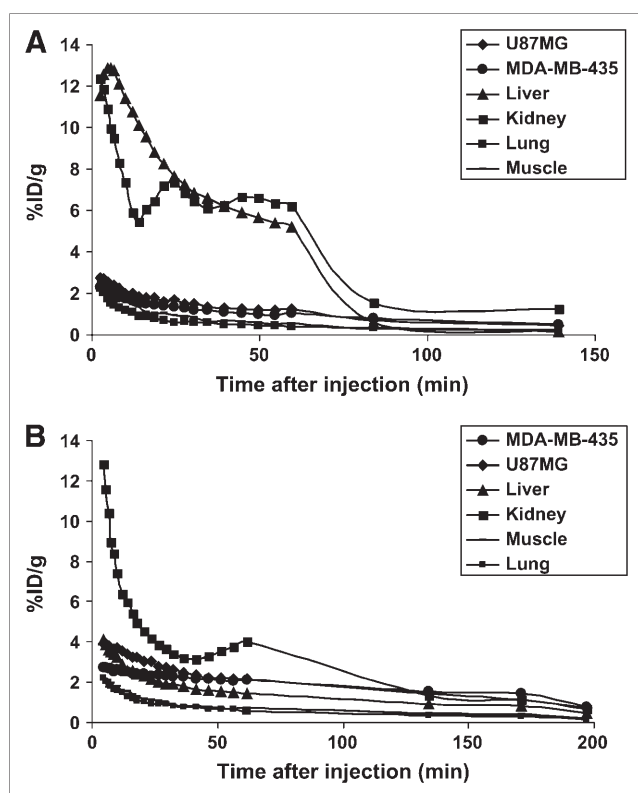 A
14
12
10
8
6
4
2
0
%ID/g
0
50
100
150
Time after injection (min)
U87MG
MDA-MB-435
Liver
Kidney
Lung
Muscle
B
14
12
10
8
6
4
2
0
%ID/g
0
50
100
150
200
Time after injection (min)
MDA-MB-435
U87MG
Liver
Kidney
Muscle
Lung